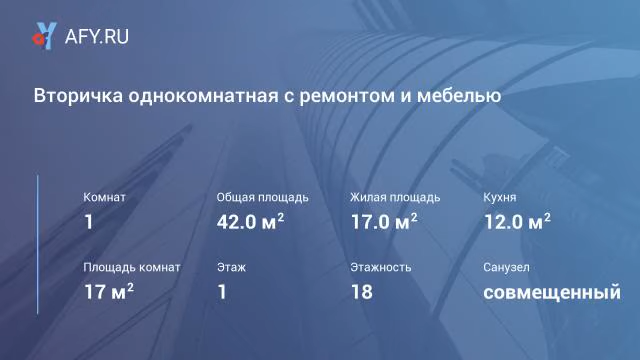 AFY.RU
Вторичка однокомнатная с ремонтом и мебелью
Комнат
1
Общая площадь
42.0 м²
Жилая площадь
17.0 м²
Кухня
12.0 м²
Площадь комнат
17 м²
Этаж
1
Этажность
18
Санузел
совмещенный